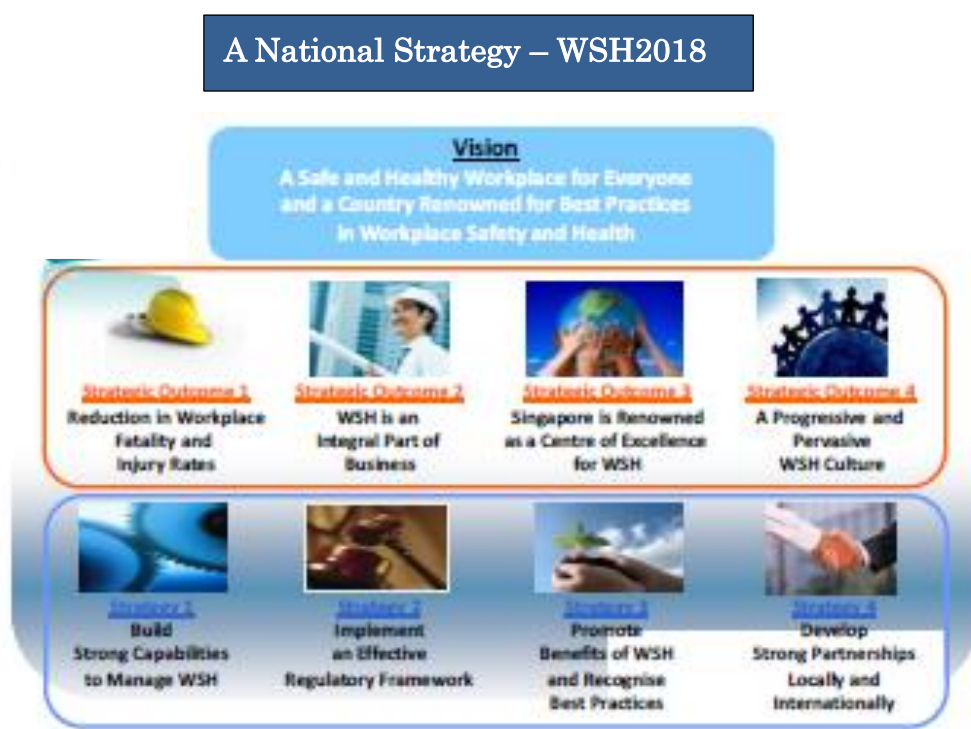 A National Strategy – WSH2018
Vision
A Safe and Healthy Workplace for Everyone
and a Country Renowned for Best Practices
in Workplace Safety and Health
Strategic Outcome 1
Reduction in Workplace
Fatality and
Injury Rates
Strategic Outcome 2
WSH is an
Integral Part of
Business
Strategic Outcome 3
Singapore is Renowned
as a Centre of Excellence
for WSH
Strategic Outcome 4
A Progressive and
Pervasive
WSH Culture
Strategy 1
Build
Strong Capabilities
to Manage WSH
Strategy 2
Implement
an Effective
Regulatory Framework
Strategy 3
Promote
Benefits of WSH
and Recognise
Best Practices
Strategy 4
Develop
Strong Partnerships
Locally and
Internationally